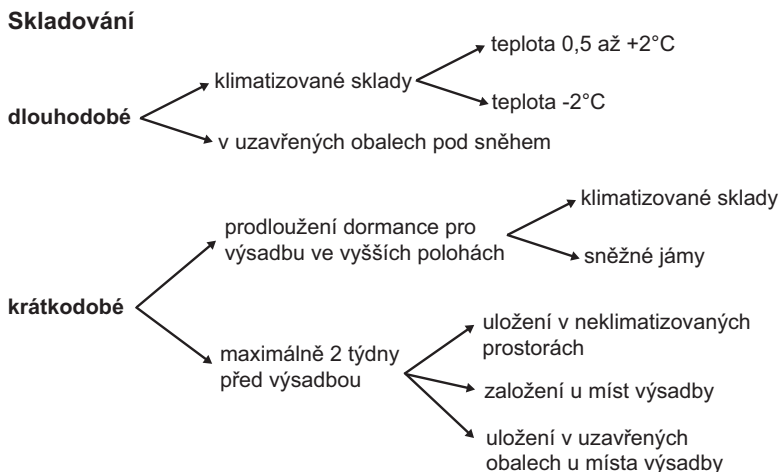 Skladování
teplota 0,5 až +2°C
klimatizované sklady
teplota -2°C
dlouhodobé
v uzavřených obalech pod sněhem
klimatizované sklady
prodloužení dormance pro
výsadbu ve vyšších polohách
sněžné jámy
krátkodobé
uložení v neklimatizovaných
prostorách
maximálně 2 týdny
před výsadbou
založení u míst výsadby
uložení v uzavřených
obalech u místa výsadby